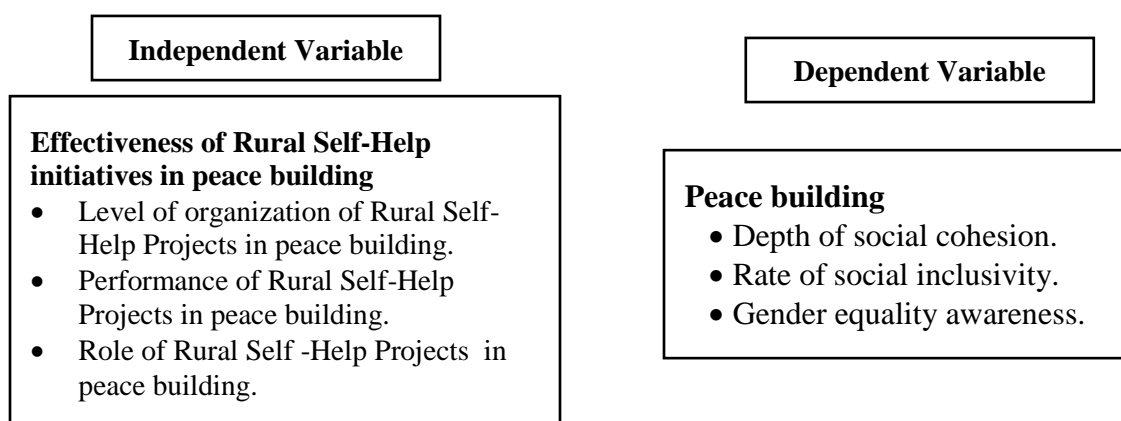 Independent Variable
Effectiveness of Rural Self-Help
initiatives in peace building
• Level of organization of Rural Self-
Help Projects in peace building.
• Performance of Rural Self-Help
Projects in peace building.
• Role of Rural Self -Help Projects in
peace building.
Dependent Variable
Peace building
• Depth of social cohesion.
• Rate of social inclusivity.
• Gender equality awareness.